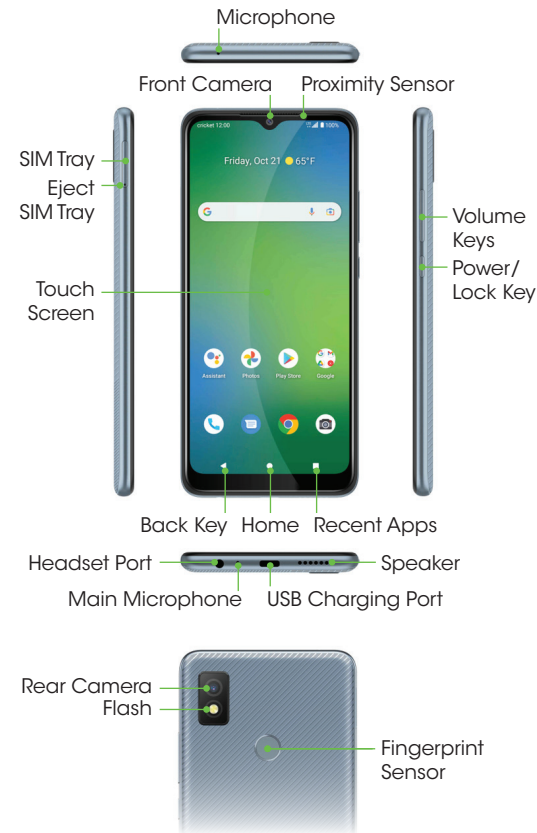 Microphone
Front Camera
Proximity Sensor
cricket 12:00
100%
Friday, Oct 21 65°F
SIM Tray
Eject
SIM Tray
Volume
Keys
Power/
Lock Key
Touch
Screen
Assistant
Photos
Play Store
Google
Back Key
Home
Recent Apps
Headset Port
Speaker
Main Microphone
USB Charging Port
Rear Camera
Flash
Fingerprint
Sensor